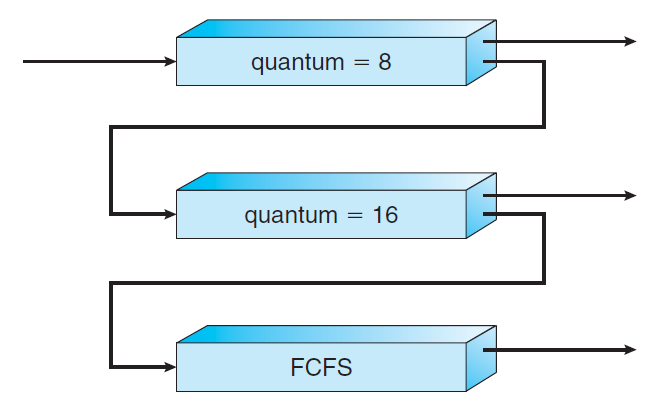 quantum = 8
quantum = 16
FCFS